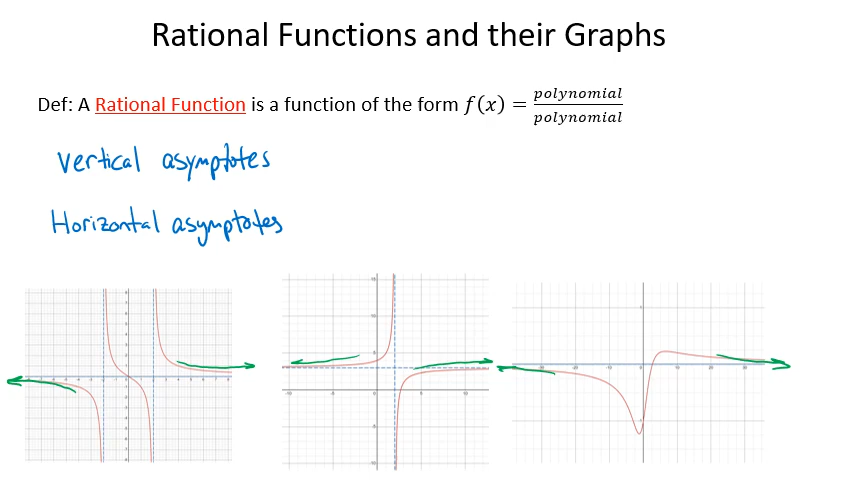 Rational Functions and their Graphs
Def: A Rational Function is a function of the form f(x) = polynomial/polynomial
Vertical asymptotes
Horizontal asymptotes